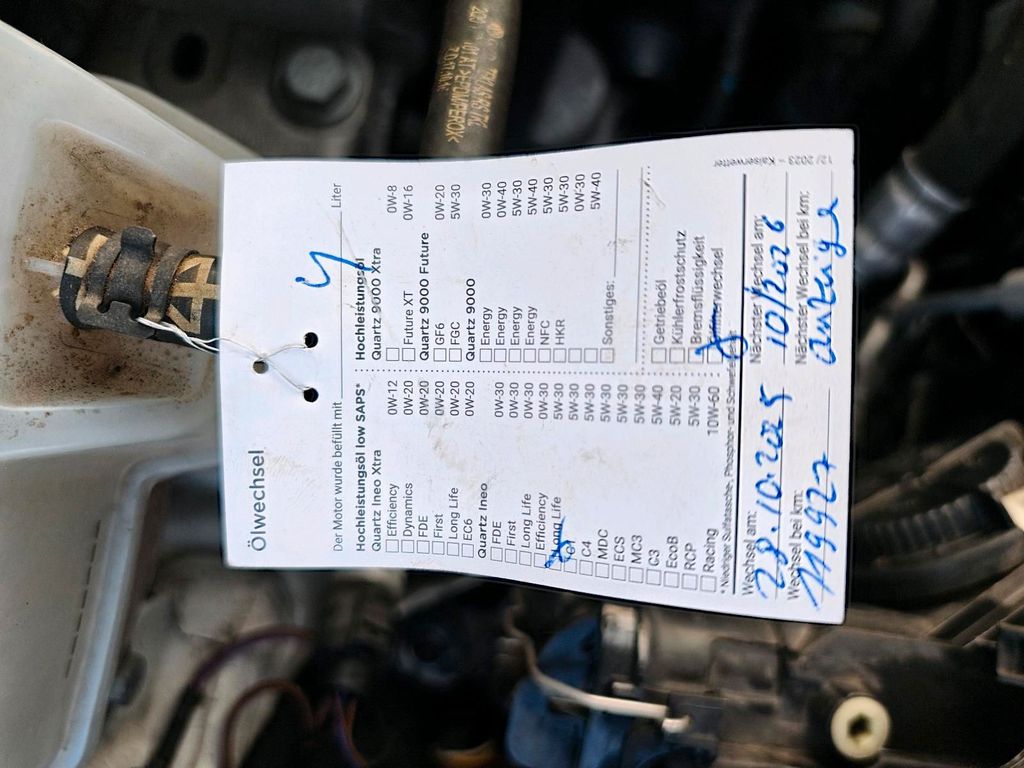 Ölwechsel
Der Motor wurde befüllt mit 4 Liter
Hochleistungsöl low SAPS*
Quartz Ineo Xtra
Efficiency 0W-12
Dynamics 0W-20
FDE 0W-20
First 0W-20
Long Life 0W-20
EC6 0W-20
Quartz Ineo
FDE 0W-30
First 0W-30
Long Life 0W-30
Efficiency 0W-30
Long Life 5W-30
5W-30
C4 5W-30
MDC 5W-30
ECS 5W-30
MC3 5W-30
C3 5W-40
EcoB 5W-20
RCP 5W-30
Racing 10W-60
Hochleistungsöl
Quartz 9000 Xtra
0W-8
Future XT 0W-16
Quartz 9000 Future
GF6 0W-20
FGC 5W-30
Quartz 9000
Energy 0W-30
Energy 0W-40
Energy 5W-30
Energy 5W-40
NFC 5W-30
HKR 5W-30
0W-30
5W-40
Sonstiges:
Getriebeöl
Kühlerfrostschutz
Bremsflüssigkeit
* Niedriger Sulfatasche-, Phosphor- und
Wechsel am: Nächster Wechsel am:
28.10.2025 10/2026
Wechsel bei km: Nächster Wechsel bei km:
119927 anzeige
12/2023 – Kaiserwetter